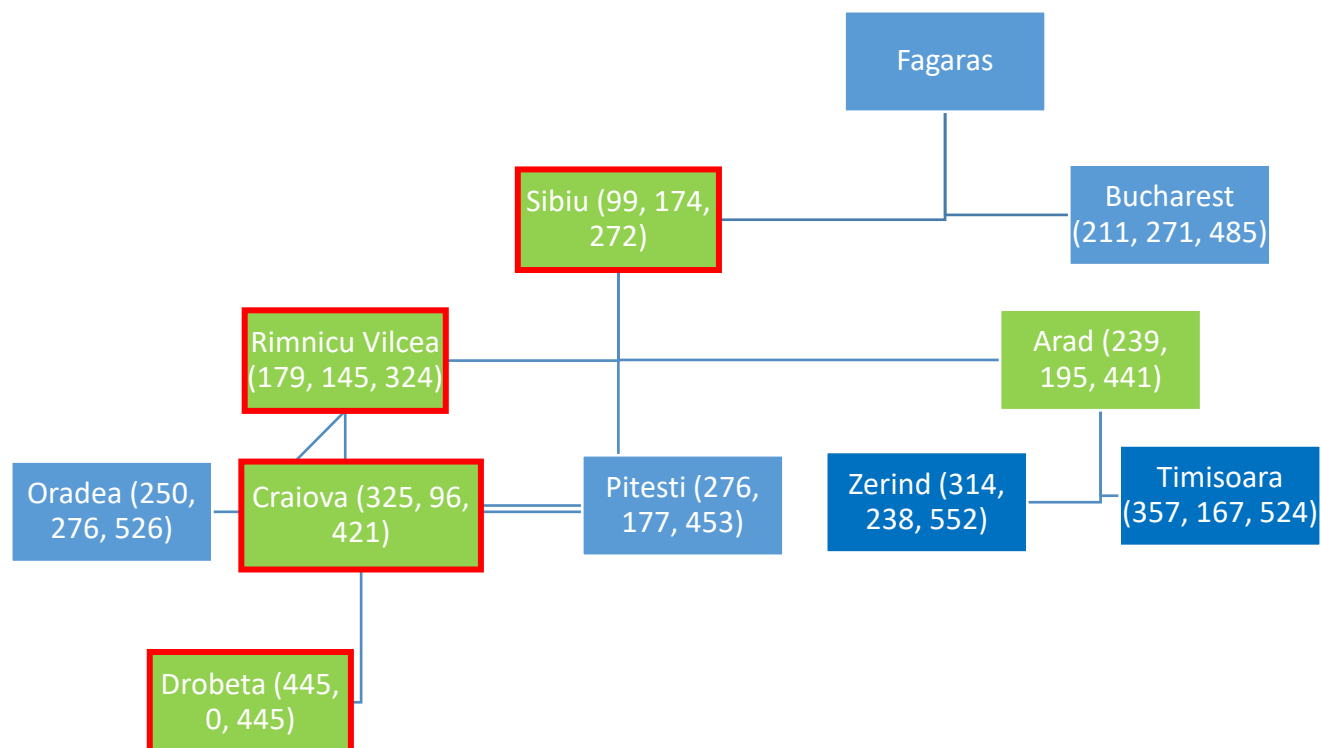 Fagaras
Sibiu (99, 174,
272)
Bucharest
(211, 271, 485)
Rimnicu Vilcea
(179, 145, 324)
Arad (239,
195, 441)
Oradea (250,
276, 526)
Craiova (325, 96,
421)
Pitesti (276,
177, 453)
Zerind (314,
238, 552)
Timisoara
(357, 167, 524)
Drobeta (445,
0, 445)